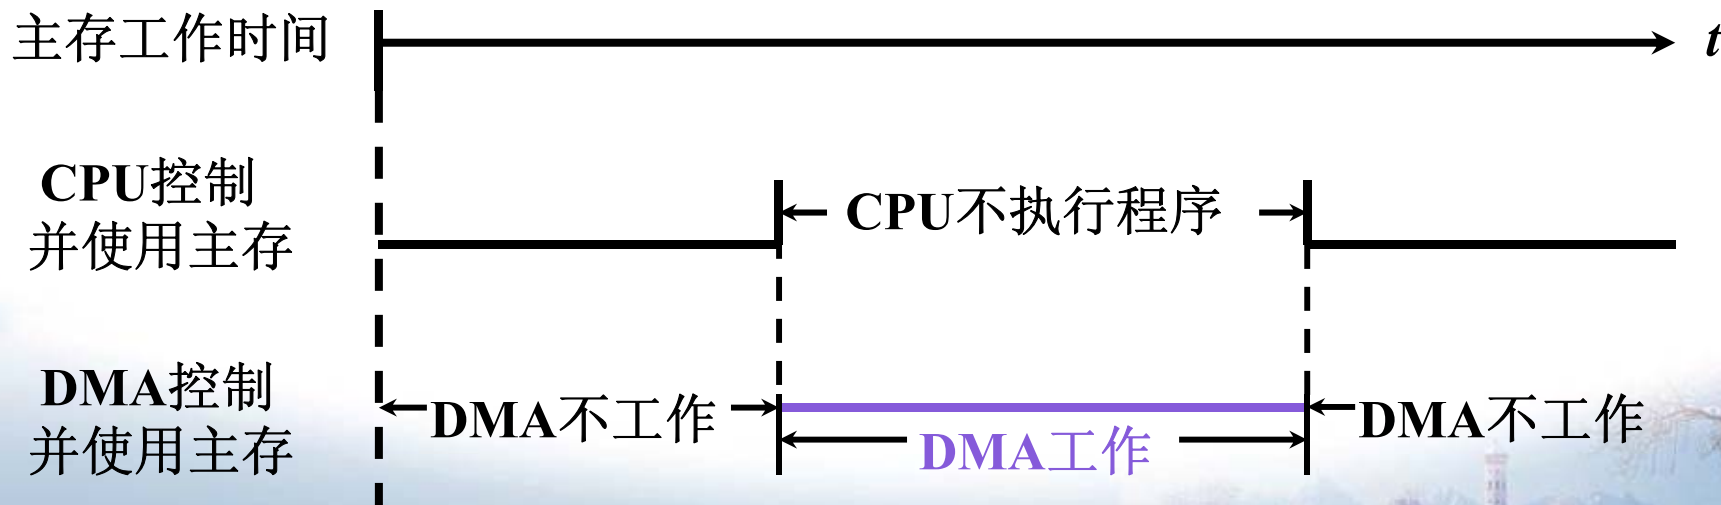 主存工作时间
t
CPU控制
并使用主存
CPU不执行程序
DMA控制
并使用主存
DMA不工作
DMA工作
DMA不工作